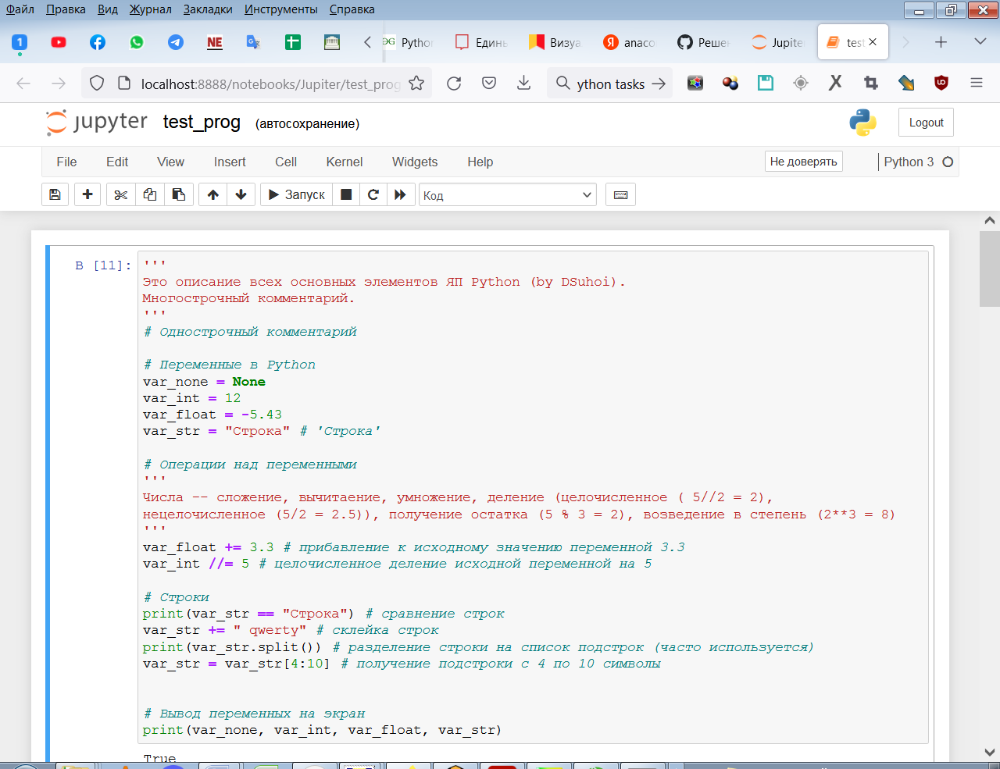 Файл Правка Вид Журнал Закладки Инструменты Справка
1 NE G Pytho Един Визуа Я anaco Реше Jupite test
localhost:8888/notebooks/Jupiter/test_prog ython tasks
jupyter test_prog (автосохранение) Logout
File Edit View Insert Cell Kernel Widgets Help Не доверять Python 3
Запуск Код
В [11]: '''
Это описание всех основных элементов ЯП Python (by DSuhoi).
Многострочный комментарий.
'''
# Однострочный комментарий
# Переменные в Python
var_none = None
var_int = 12
var_float = -5.43
var_str = "Строка" # 'Строка'
# Операции над переменными
'''
Числа -- сложение, вычитаение, умножение, деление (целочисленное ( 5//2 = 2),
нецелочисленное (5/2 = 2.5)), получение остатка (5 % 3 = 2), возведение в степень (2**3 = 8)
'''
var_float += 3.3 # прибавление к исходному значению переменной 3.3
var_int //= 5 # целочисленное деление исходной переменной на 5
# Строки
print(var_str == "Строка") # сравнение строк
var_str += " qwerty" # склейка строк
print(var_str.split()) # разделение строки на список подстрок (часто используется)
var_str = var_str[4:10] # получение подстроки с 4 по 10 символы
# Вывод переменных на экран
print(var_none, var_int, var_float, var_str)
True